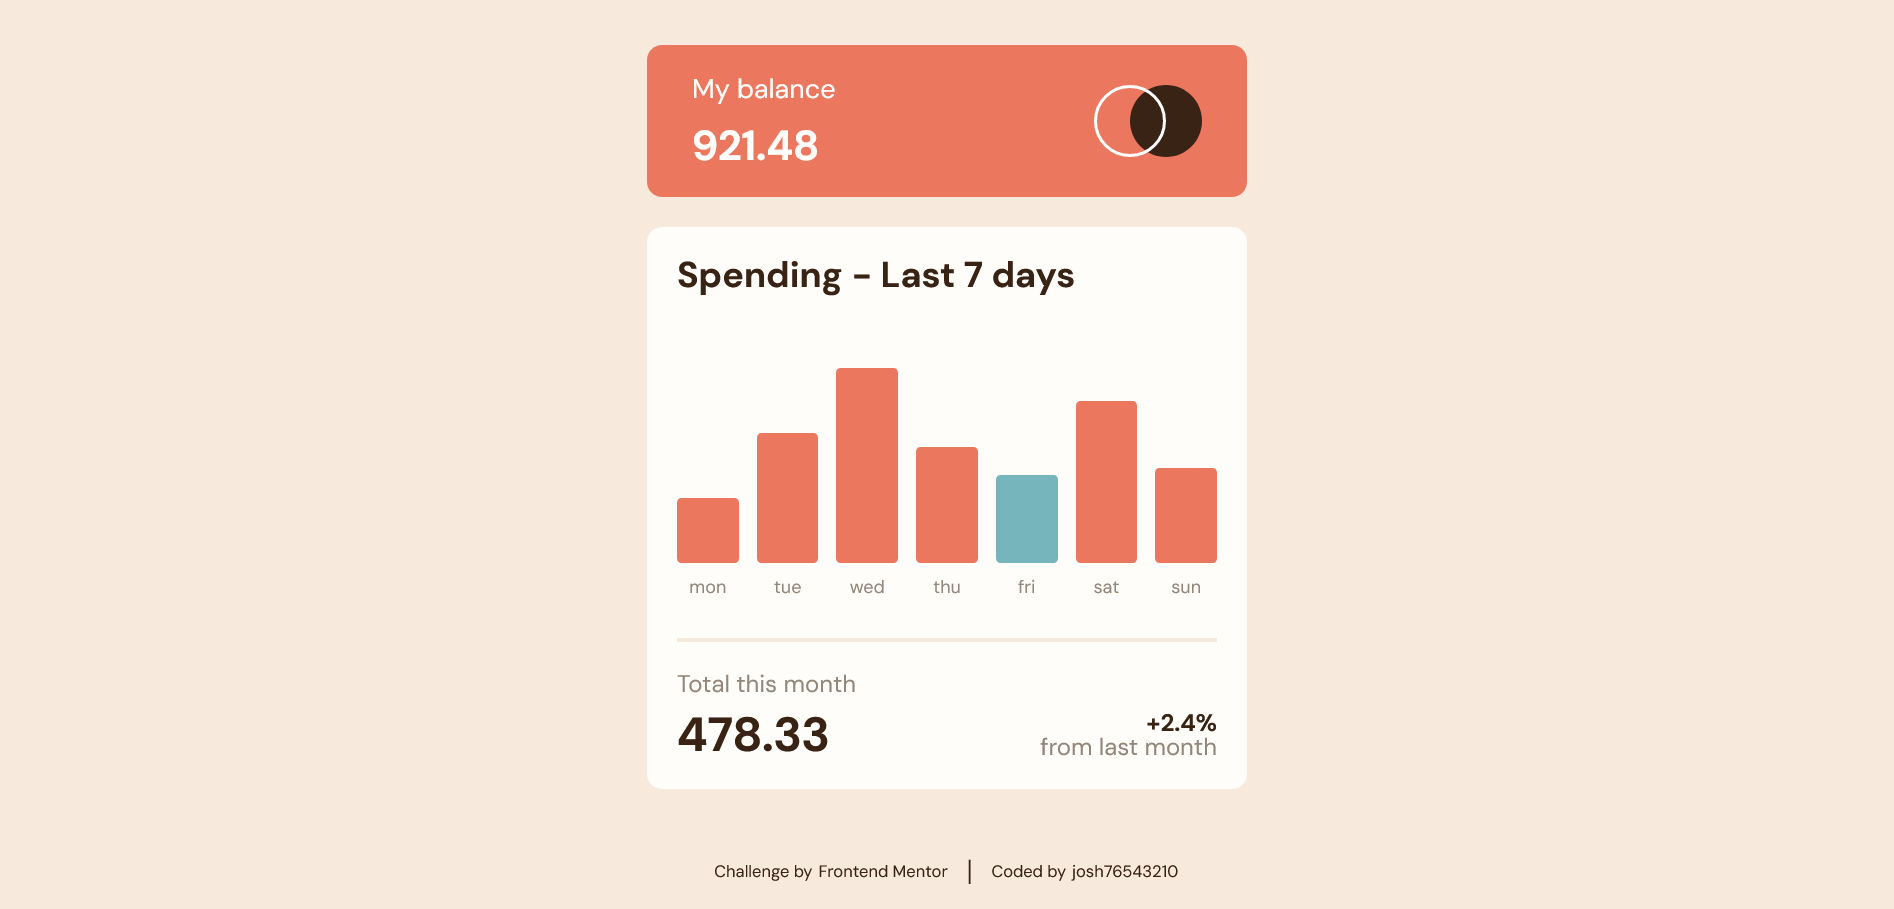 My balance
921.48
Spending - Last 7 days
mon tue wed thu fri sat sun
Total this month
478.33
+2.4%
from last month
Challenge by Frontend Mentor | Coded by josh76543210